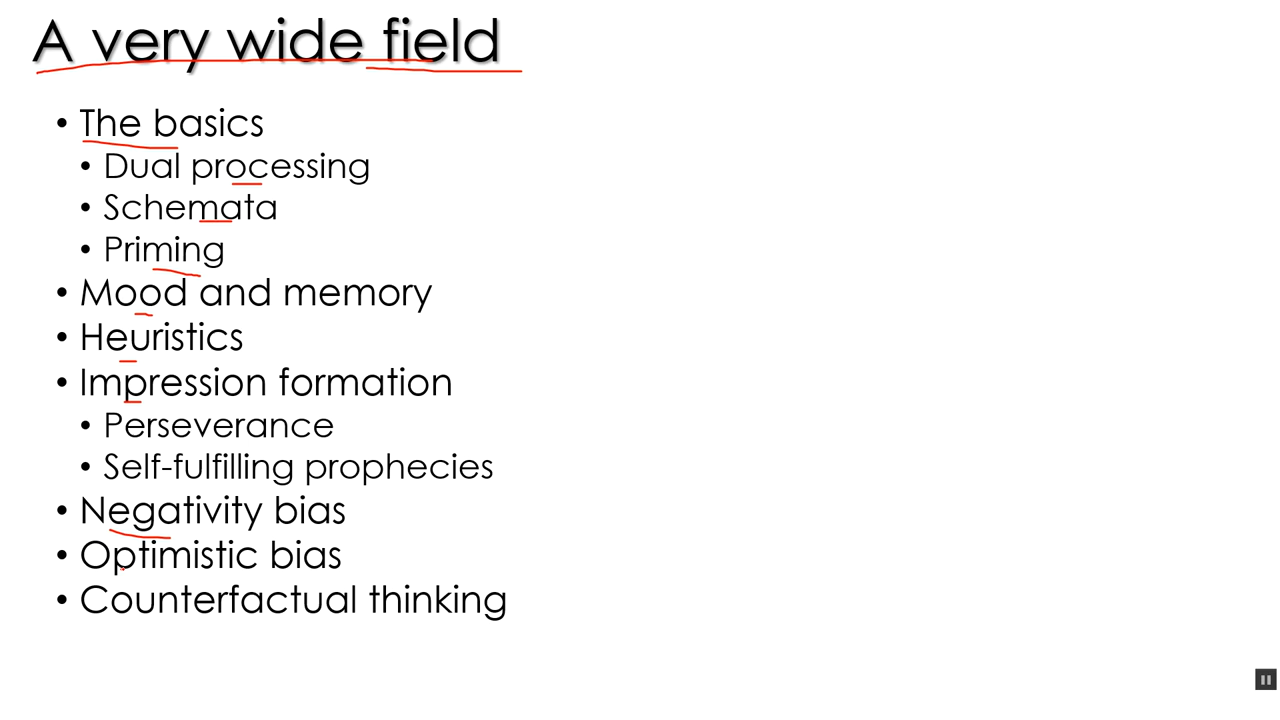 A very wide field
• The basics
• Dual processing
• Schemata
• Priming
• Mood and memory
• Heuristics
• Impression formation
• Perseverance
• Self-fulfilling prophecies
• Negativity bias
• Optimistic bias
• Counterfactual thinking